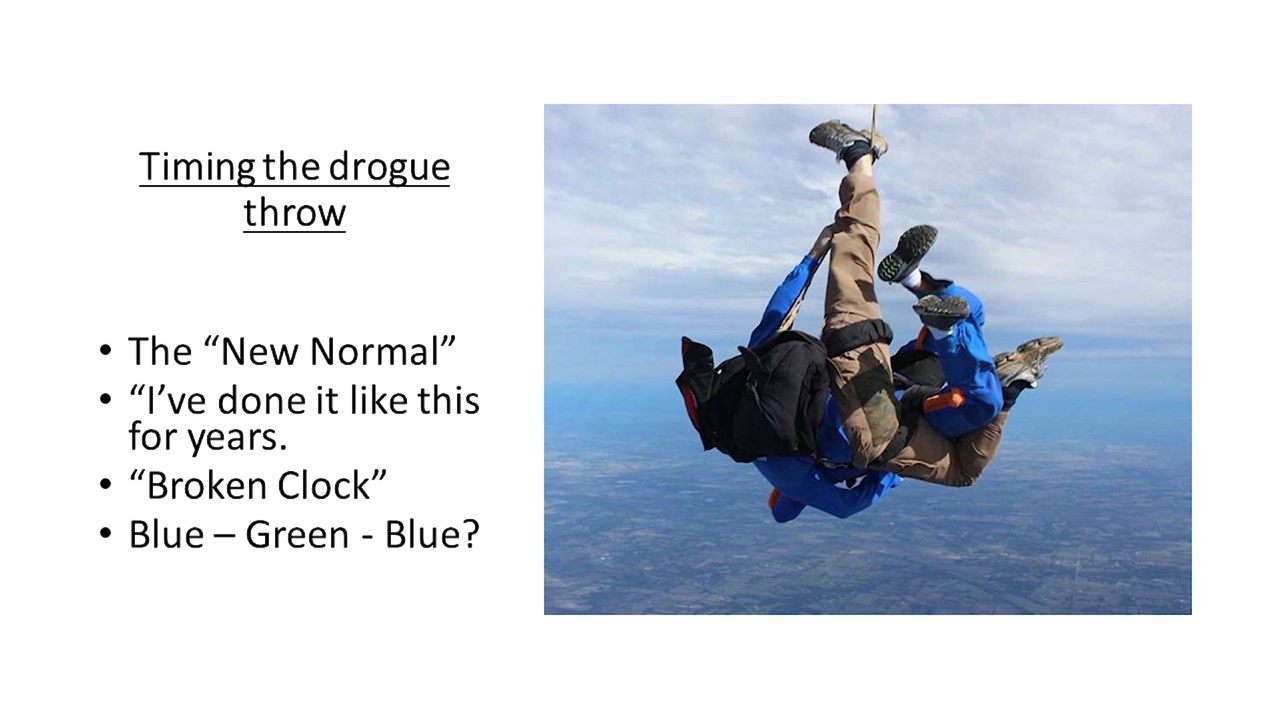 Timing the drogue
throw
• The “New Normal”
• “I’ve done it like this
for years.
• “Broken Clock”
• Blue – Green - Blue?